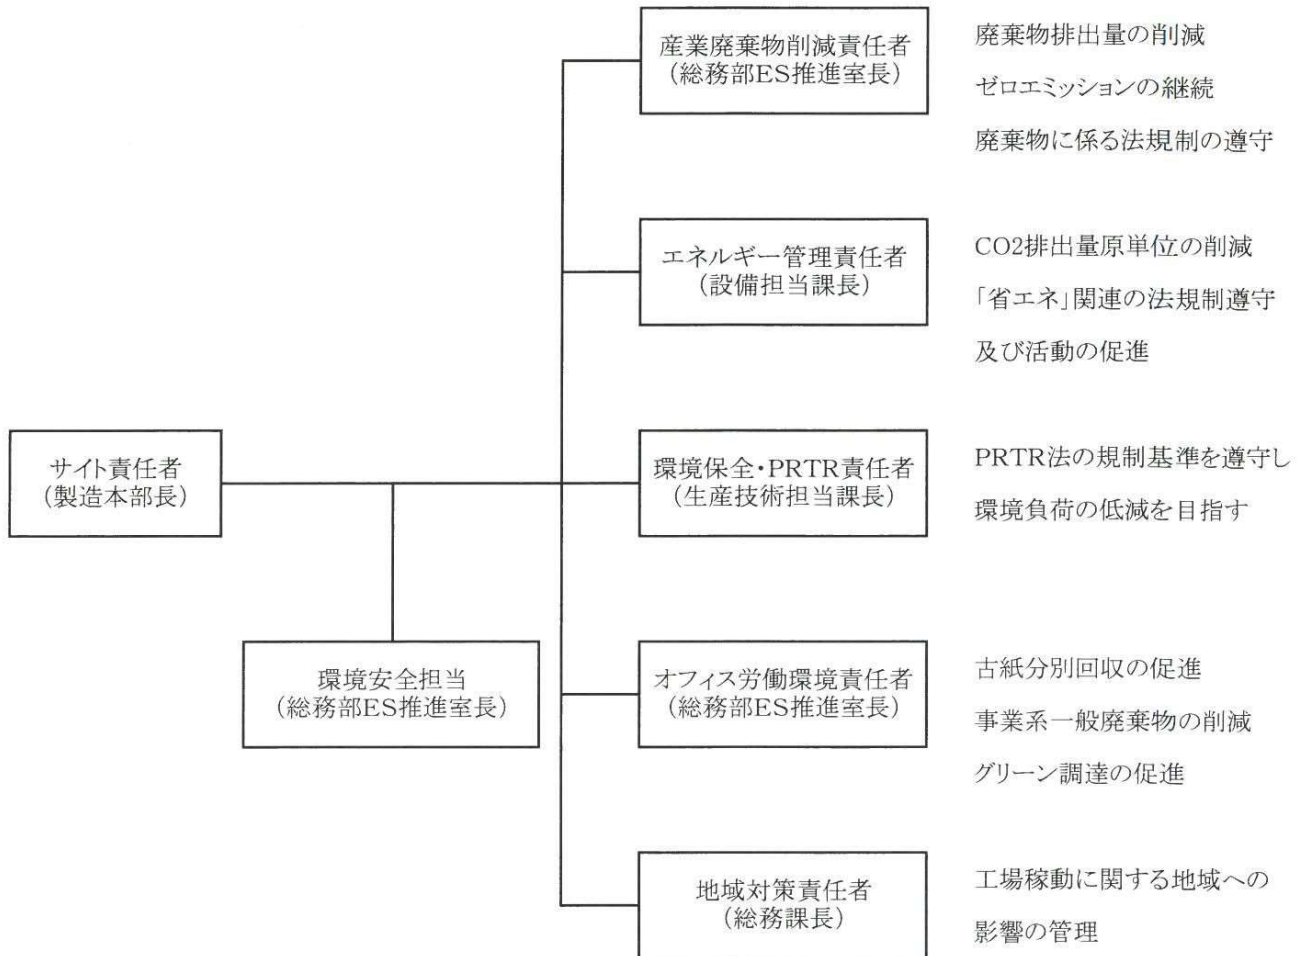 産業廃棄物削減責任者
(総務部ES推進室長)
廃棄物排出量の削減
ゼロエミッションの継続
廃棄物に係る法規制の遵守
エネルギー管理責任者
(設備担当課長)
CO2排出量原単位の削減
「省エネ」関連の法規制遵守
及び活動の促進
サイト責任者
(製造本部長)
環境保全・PRTR責任者
(生産技術担当課長)
PRTR法の規制基準を遵守し
環境負荷の低減を目指す
環境安全担当
(総務部ES推進室長)
オフィス労働環境責任者
(総務部ES推進室長)
古紙分別回収の促進
事業系一般廃棄物の削減
グリーン調達の促進
地域対策責任者
(総務課長)
工場稼動に関する地域への
影響の管理